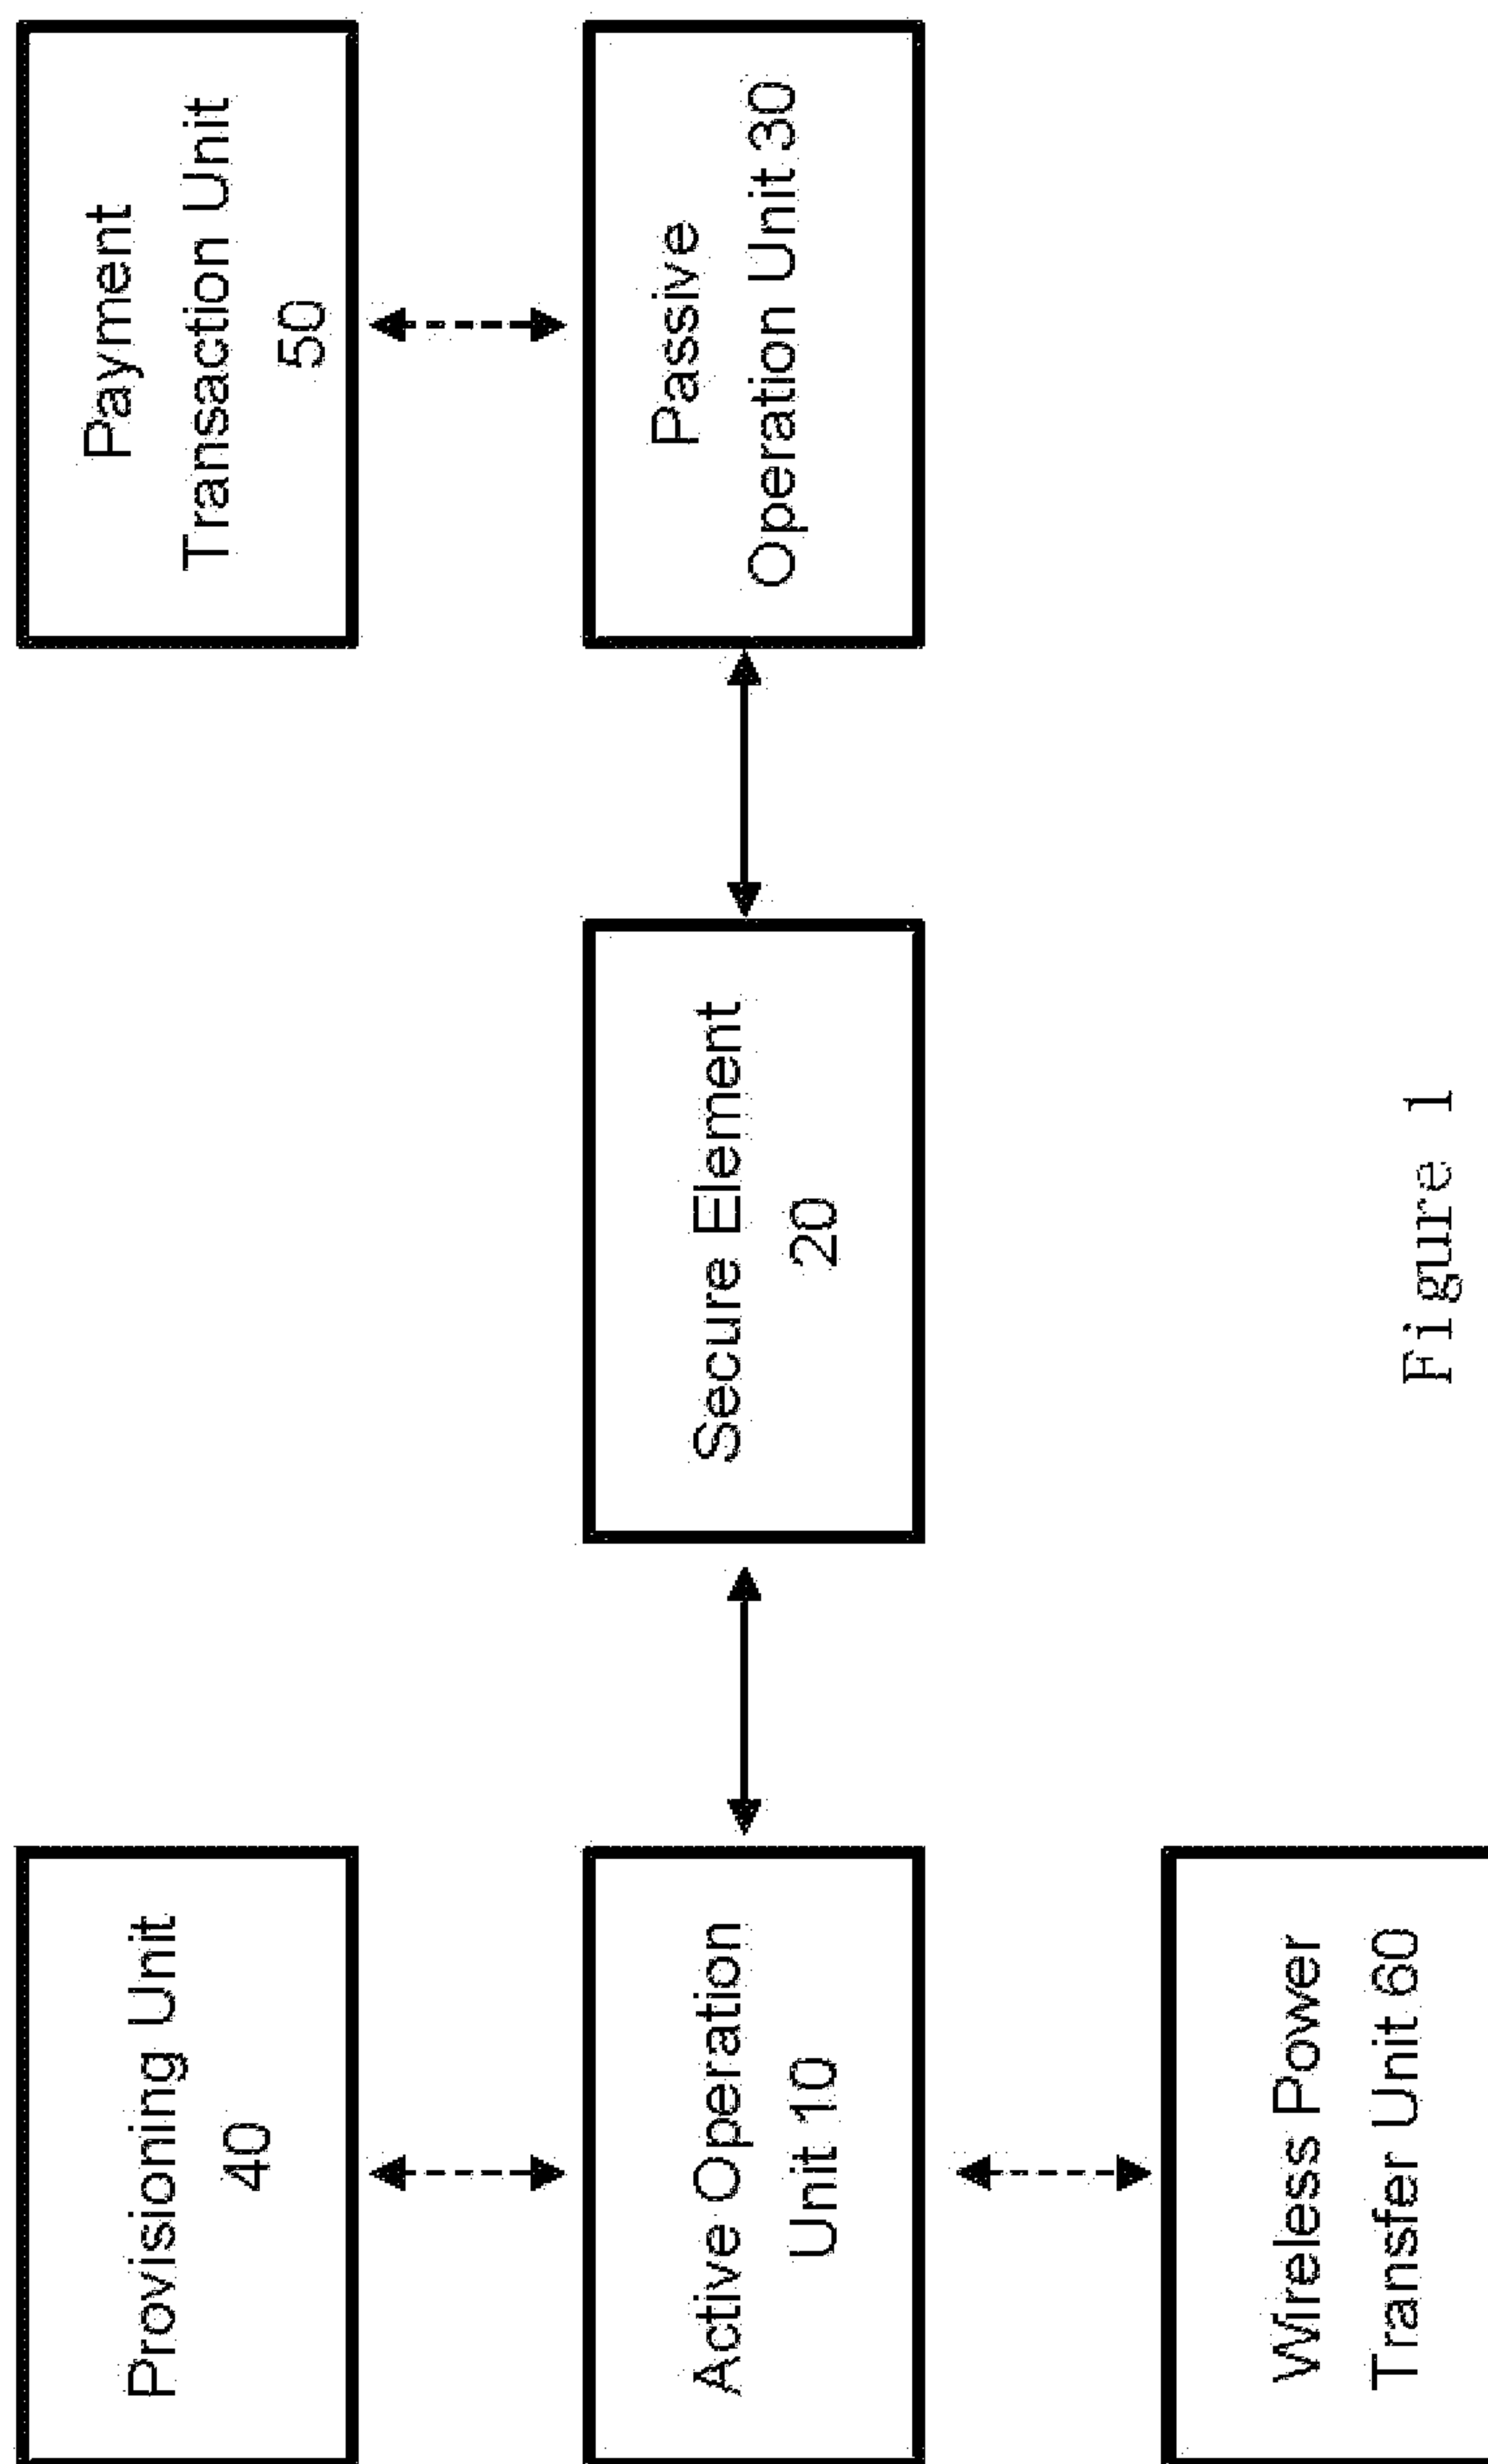 Provisioning Unit
40
Payment
Transaction Unit
50
Active Operation
Unit 10
Secure Element
20
Passive
Operation Unit 30
Wireless Power
Transfer Unit 60
Figure 1